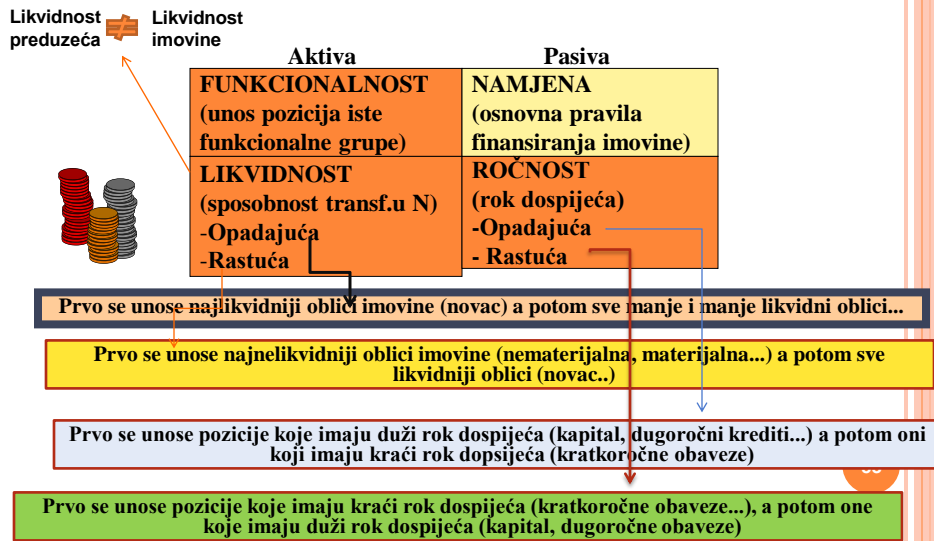 Likvidnost preduzeća
Likvidnost imovine
Aktiva
Pasiva
FUNKCIONALNOST
(unos pozicija iste
funkcionalne grupe)
NAMJENA
(osnovna pravila
finansiranja imovine)
LIKVIDNOST
(sposobnost transf.u N)
-Opadajuća
-Rastuća
ROČNOST
(rok dospijeća)
-Opadajuća
- Rastuća
Prvo se unose najlikvidniji oblici imovine (novac) a potom sve manje i manje likvidni oblici...
Prvo se unose najnelikvidniji oblici imovine (nematerijalna, materijalna...) a potom sve
likvidniji oblici (novac..)
Prvo se unose pozicije koje imaju duži rok dospijeća (kapital, dugoročni krediti...) a potom oni
koji imaju kraći rok dopsijeća (kratkoročne obaveze)
Prvo se unose pozicije koje imaju kraći rok dospijeća (kratkoročne obaveze...), a potom one
koje imaju duži rok dospijeća (kapital, dugoročne obaveze)